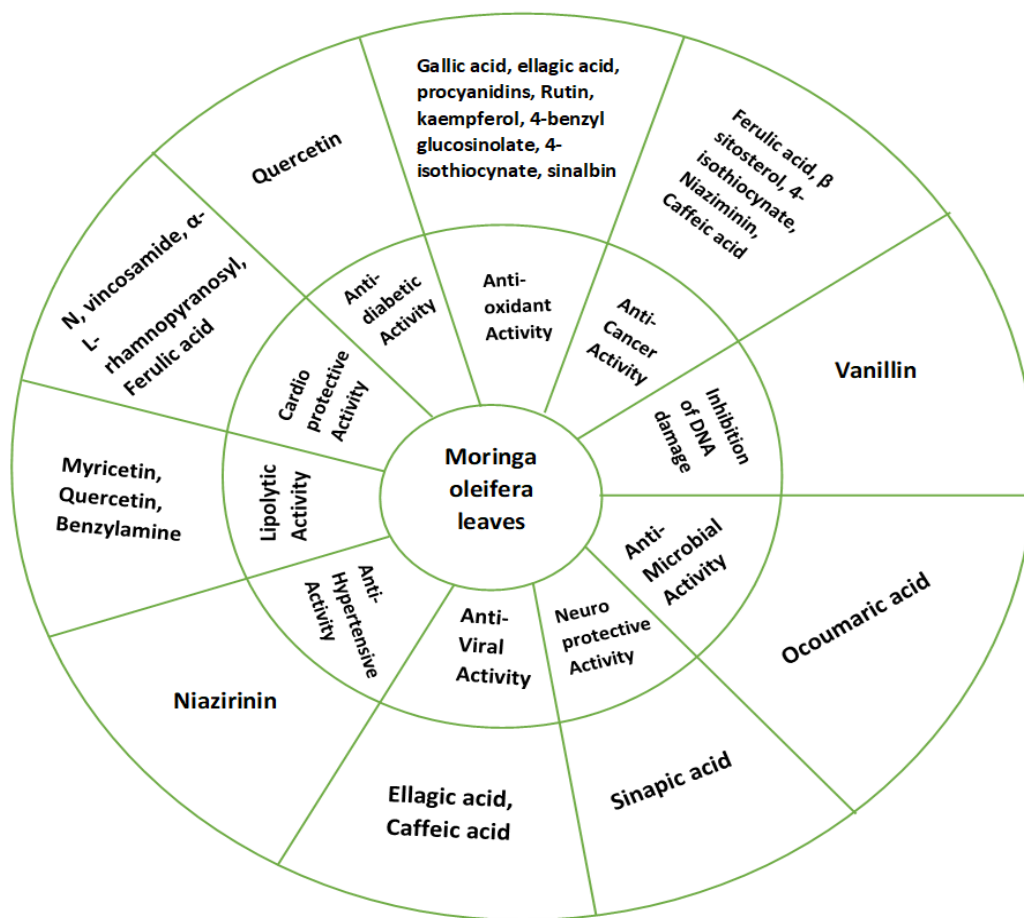 Moringa
oleifera
leaves
Anti-
oxidant
Activity
Gallic acid, ellagic acid,
procyanidins, Rutin,
kaempferol, 4-benzyl
glucosinolate, 4-
isothiocynate, sinalbin
Anti-
Cancer
Activity
Ferulic acid, β
sitosterol, 4-
isothiocynate,
Niaziminin,
Caffeic acid
Inhibition
of DNA
damage
Vanillin
Anti-
Microbial
Activity
Ocoumaric acid
Neuro
protective
Activity
Sinapic acid
Anti-
Viral
Activity
Ellagic acid,
Caffeic acid
Anti-
Hypertensive
Activity
Niazirinin
Lipolytic
Activity
Myricetin,
Quercetin,
Benzylamine
Cardio
protective
Activity
N, vincosamide, α-
L-
rhamnopyranosyl,
Ferulic acid
Anti-
diabetic
Activity
Quercetin